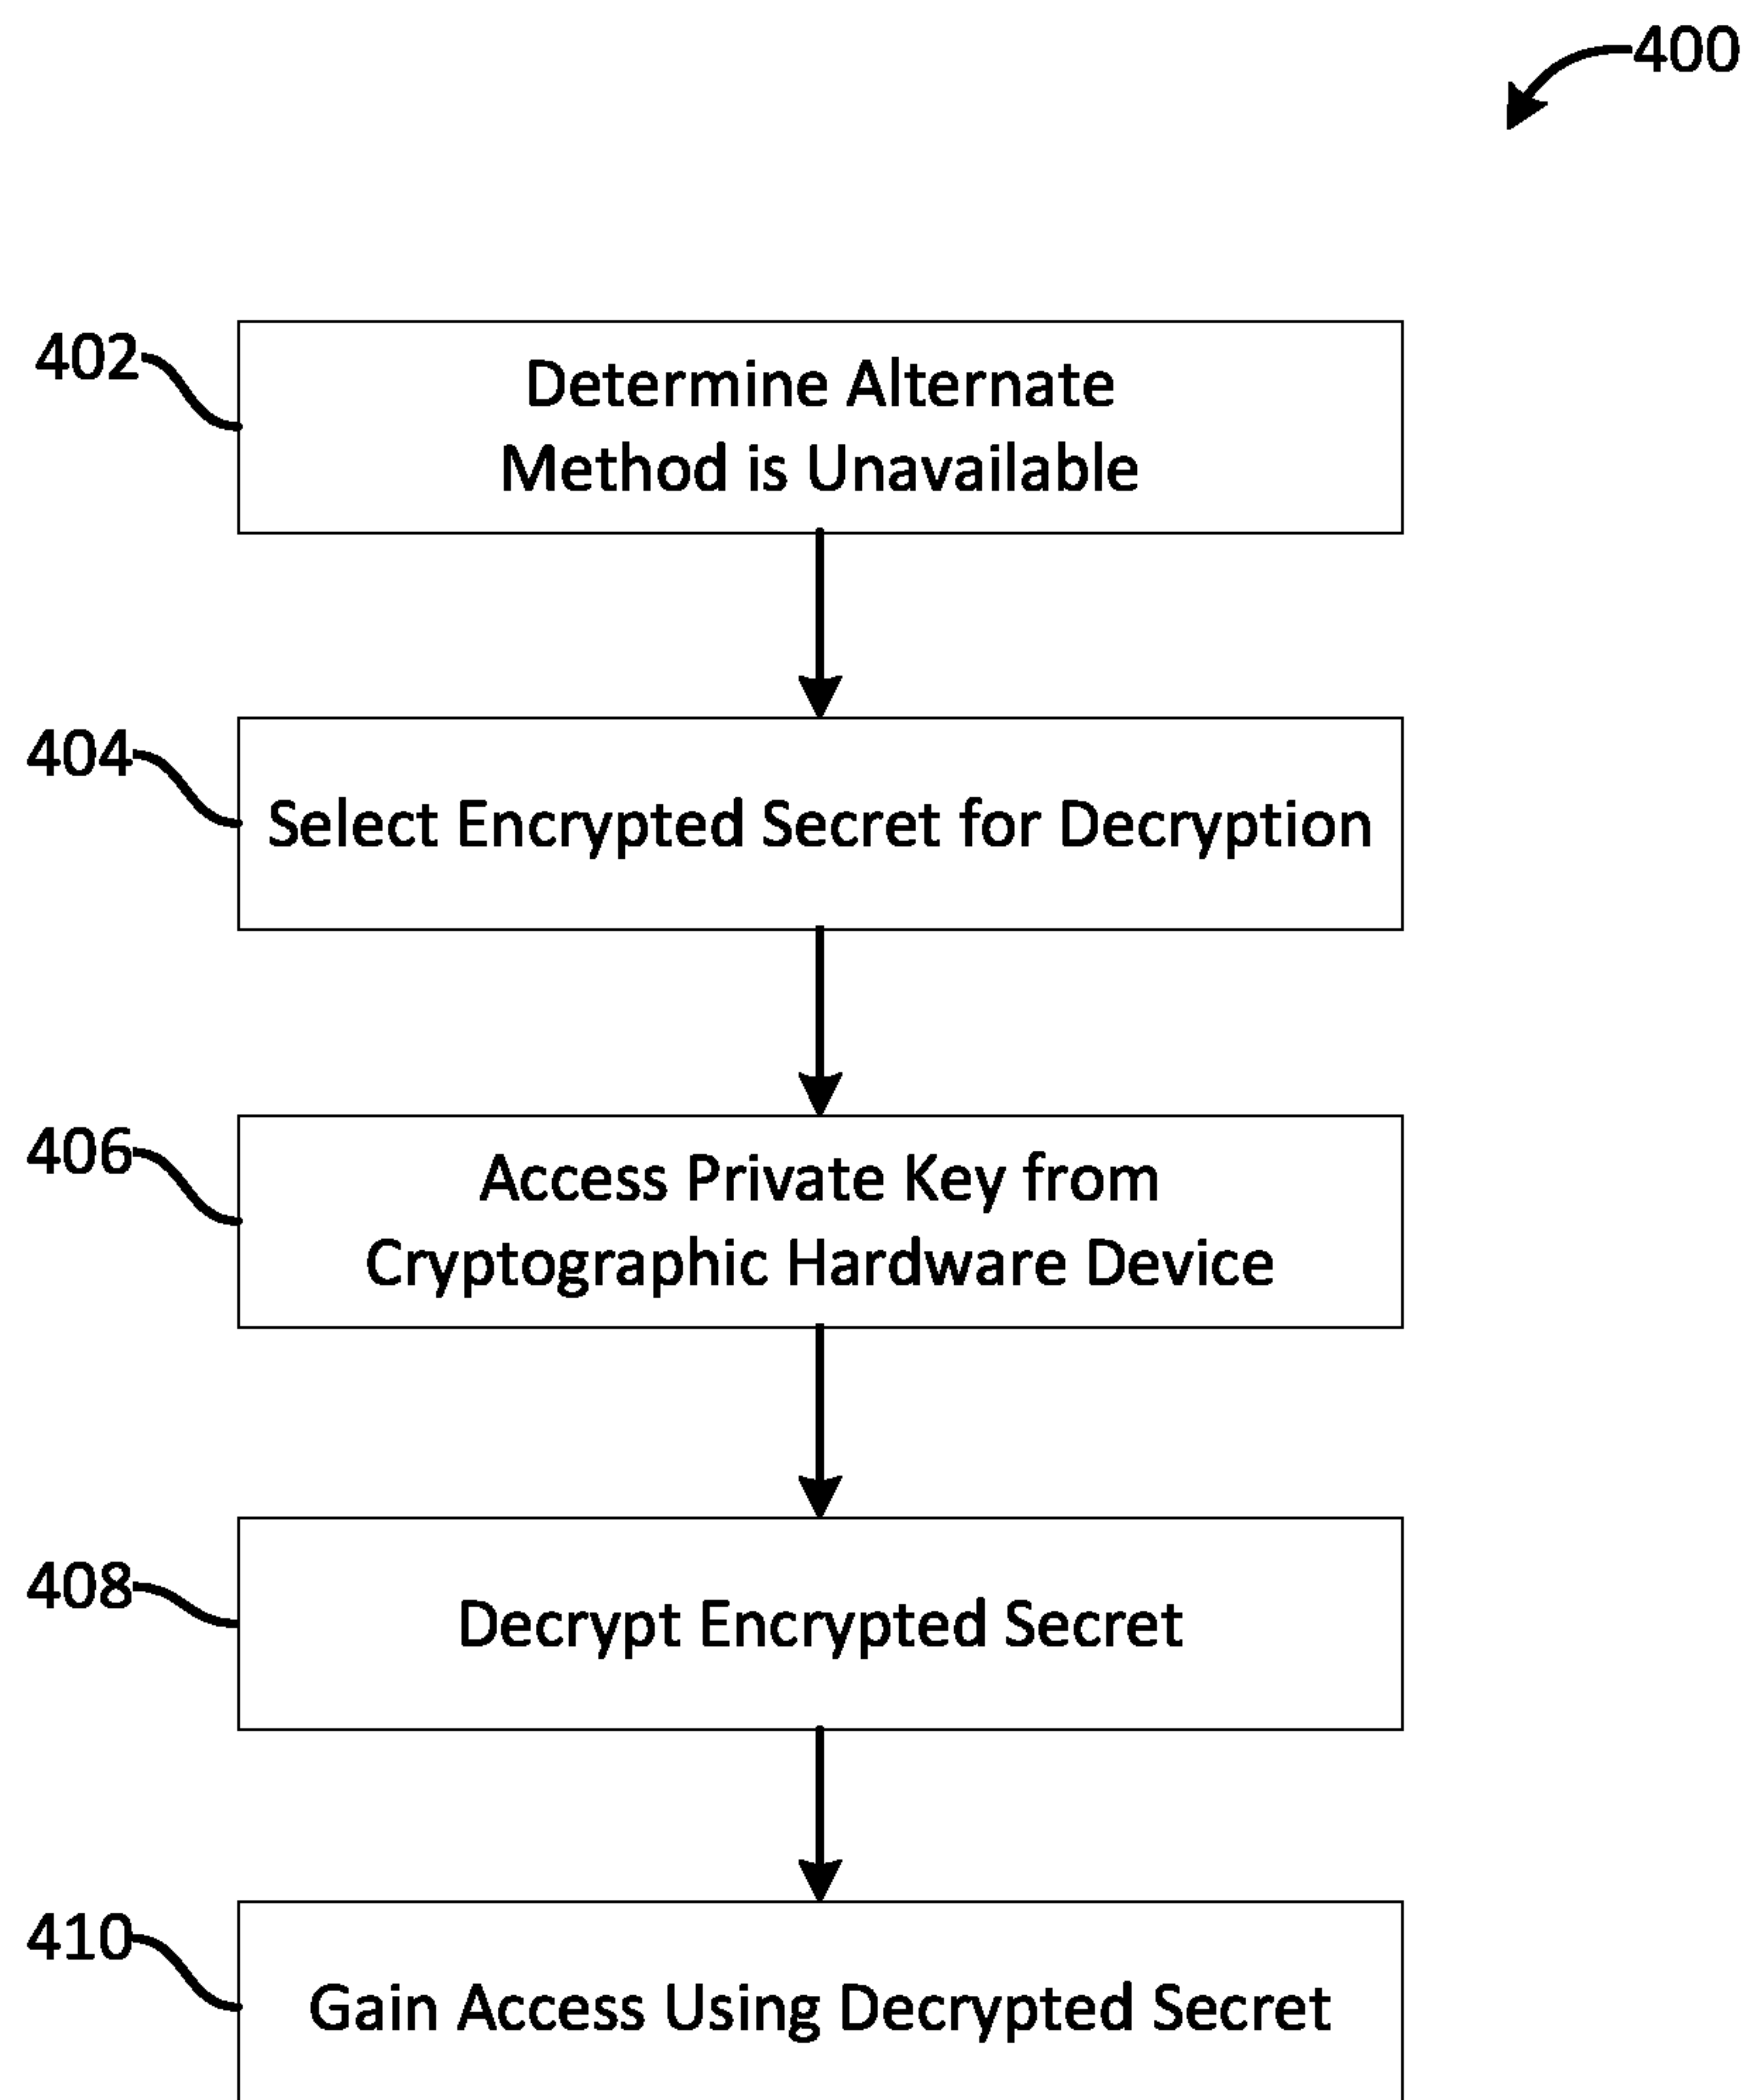 400
402
Determine Alternate
Method is Unavailable
404
Select Encrypted Secret for Decryption
406
Access Private Key from
Cryptographic Hardware Device
408
Decrypt Encrypted Secret
410
Gain Access Using Decrypted Secret